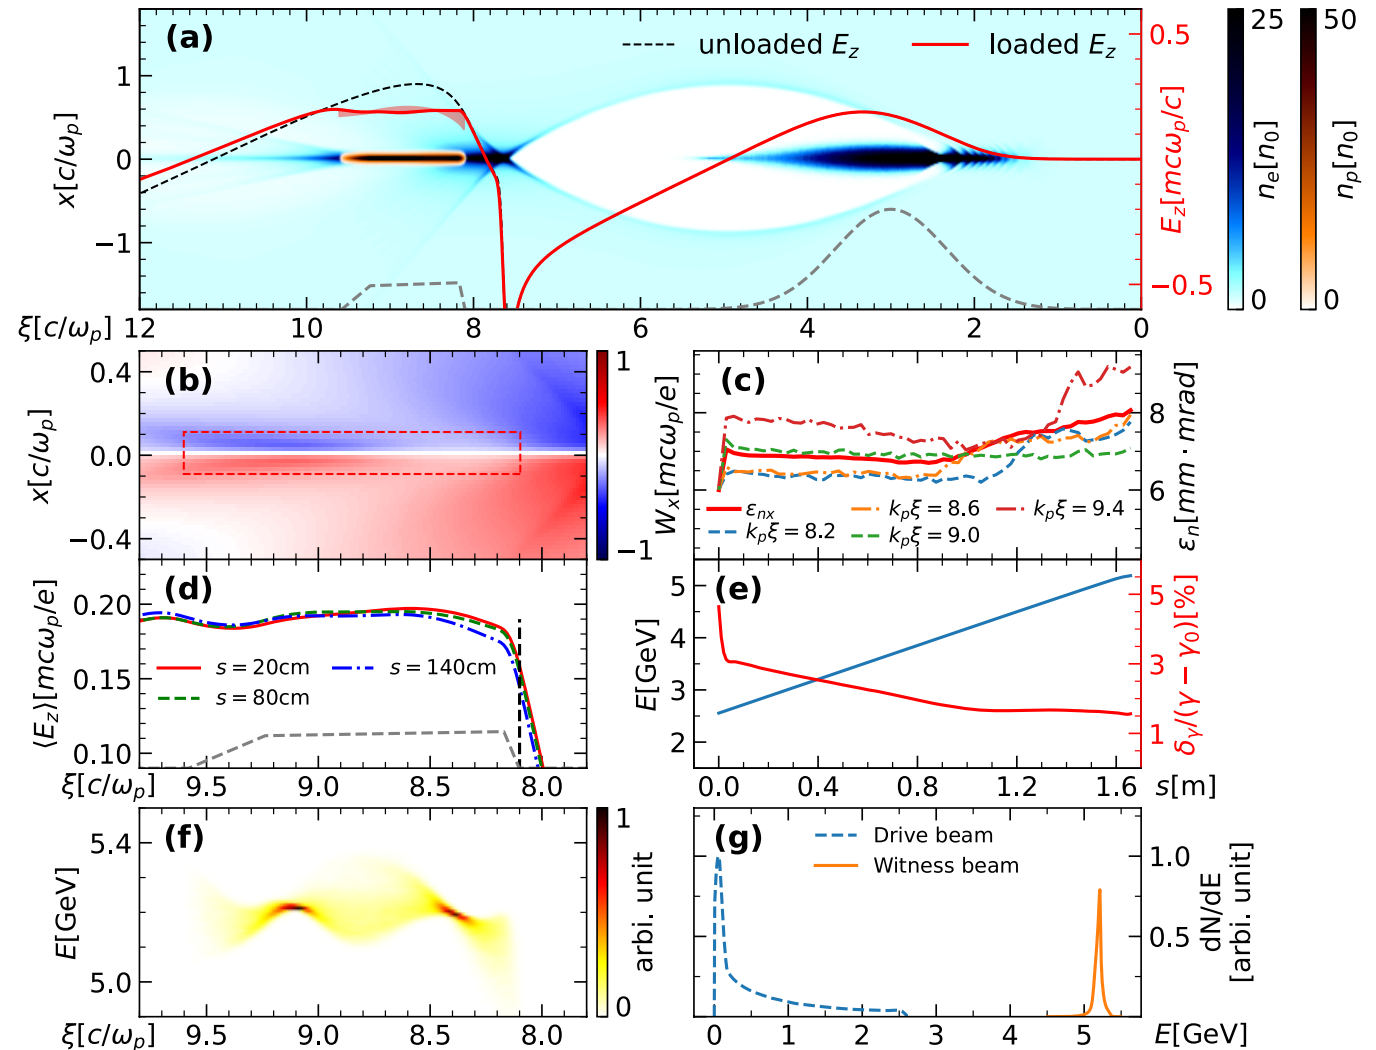 (a)
unloaded E_z
loaded E_z
x[c/ω_p]
1
0
−1
0.5
−0.5
E_z[mcω_p/c]
25
0
n_e[n_0]
50
0
n_p[n_0]
ξ[c/ω_p]
12 10 8 6 4 2 0
(b)
x[c/ω_p]
0.4
0.0
−0.4
1
−1
W_x[mcω_p/e]
(c)
8
6
ε_n[mm · mrad]
ε_nx
k_pξ = 8.2
k_pξ = 8.6
k_pξ = 9.0
k_pξ = 9.4
(d)
⟨E_z⟩[mcω_p/e]
0.20
0.15
0.10
s = 20cm
s = 80cm
s = 140cm
ξ[c/ω_p]
9.5 9.0 8.5 8.0
(e)
E[GeV]
5
4
3
2
5
3
1
δ_γ/(γ − γ_0)[%]
0.0 0.4 0.8 1.2 1.6
s[m]
(f)
E[GeV]
5.4
5.0
1
0
arbi. unit
ξ[c/ω_p]
9.5 9.0 8.5 8.0
(g)
Drive beam
Witness beam
1.0
0.5
dN/dE
[arbi. unit]
0 1 2 3 4 5
E[GeV]